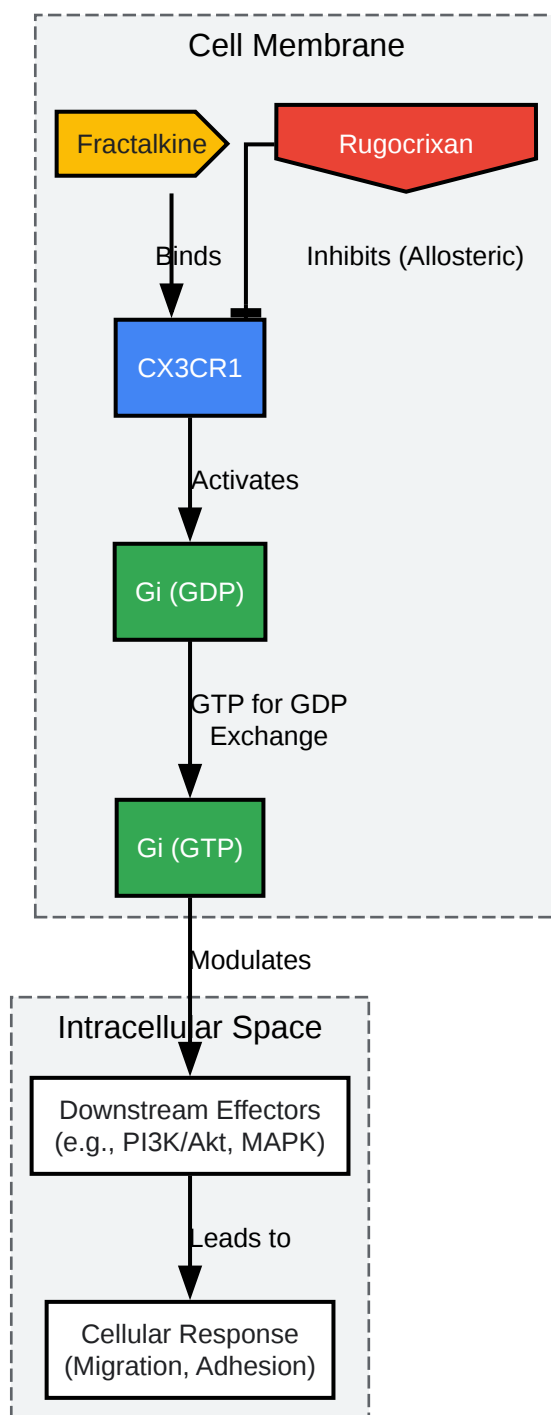 Cell Membrane
Fractalkine
Rugocrixan
Binds
Inhibits (Allosteric)
CX3CR1
Activates
Gi (GDP)
GTP for GDP
Exchange
Gi (GTP)
Modulates
Intracellular Space
Downstream Effectors
(e.g., PI3K/Akt, MAPK)
Leads to
Cellular Response
(Migration, Adhesion)